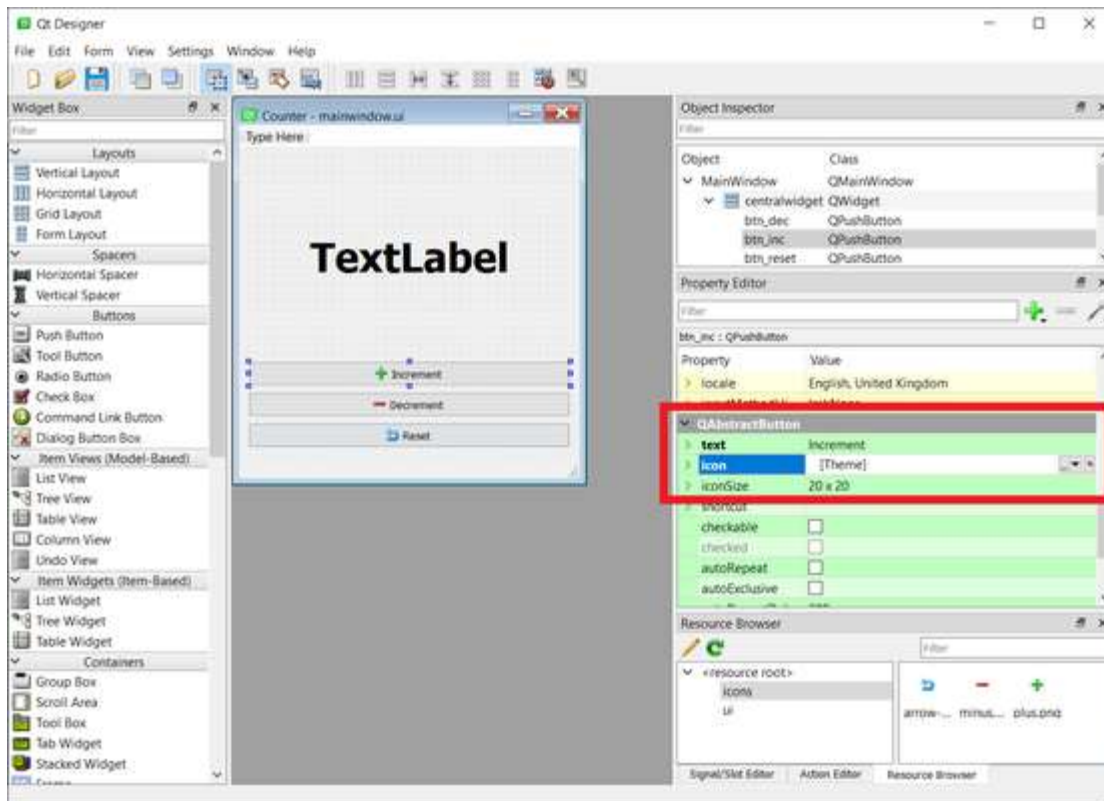 Qt Designer
File Edit Form View Settings Window Help
Widget Box
Filter
Layouts
Vertical Layout
Horizontal Layout
Grid Layout
Form Layout
Spacers
Horizontal Spacer
Vertical Spacer
Buttons
Push Button
Tool Button
Radio Button
Check Box
Command Link Button
Dialog Button Box
Item Views (Model-Based)
List View
Tree View
Table View
Column View
Undo View
Item Widgets (Item-Based)
List Widget
Tree Widget
Table Widget
Containers
Group Box
Scroll Area
Tool Box
Tab Widget
Stacked Widget
Counter - mainwindow.ui
Type Here
TextLabel
Increment
Decrement
Reset
Object Inspector
Filter
Object Class
MainWindow QMainWindow
centralwidget QWidget
btn_dec QPushButton
btn_inc QPushButton
btn_reset QPushButton
Property Editor
Filter
btn_inc : QPushButton
Property Value
locale English, United Kingdom
QAbstractButton
text Increment
icon [Theme]
iconSize 20 x 20
shortcut
checkable
checked
autoRepeat
autoExclusive
Resource Browser
Filter
<resource root>
icons
ui
arrow-... minus.... plus.png
Signal/Slot Editor Action Editor Resource Browser